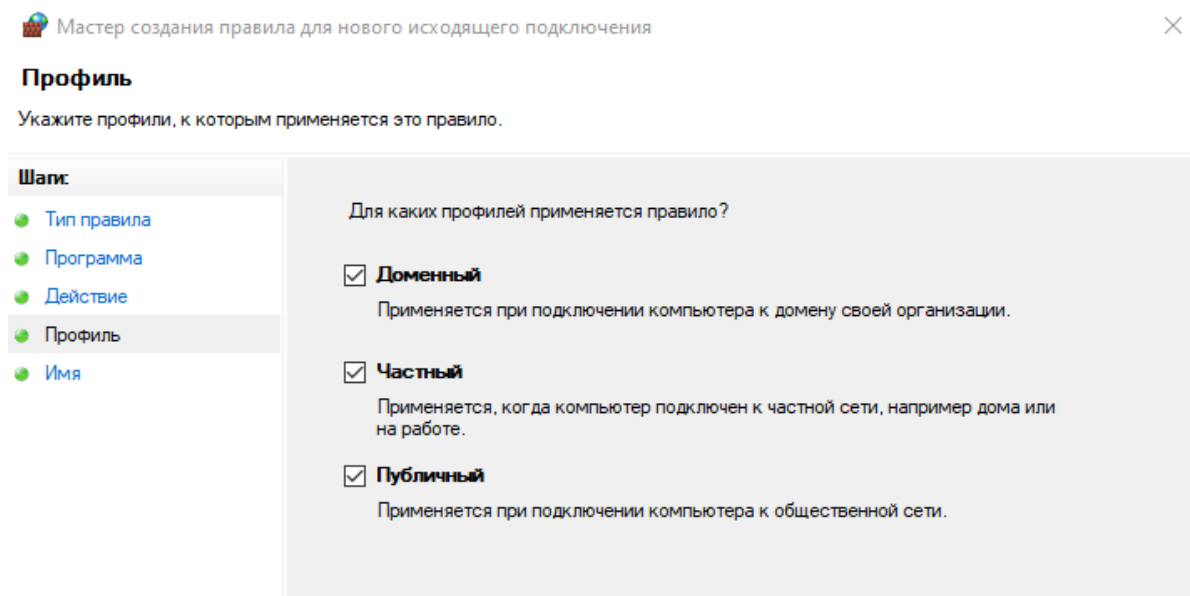 Мастер создания правила для нового исходящего подключения
Профиль
Укажите профили, к которым применяется это правило.
Шаги:
Тип правила
Программа
Действие
Профиль
Имя
Для каких профилей применяется правило?
Доменный
Применяется при подключении компьютера к домену своей организации.
Частный
Применяется, когда компьютер подключен к частной сети, например дома или
на работе.
Публичный
Применяется при подключении компьютера к общественной сети.